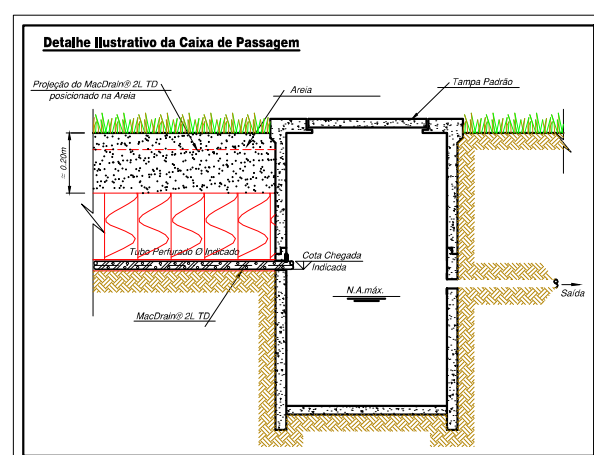 Detalhe Ilustrativo da Caixa de Passagem
Projeção do MacDrain® 2L TD
posicionado na Areia
Areia
Tampa Padrão
≈ 0.20m
Tubo Perfurado O Indicado
Cota Chegada
Indicada
N.A.máx.
Saída
MacDrain® 2L TD